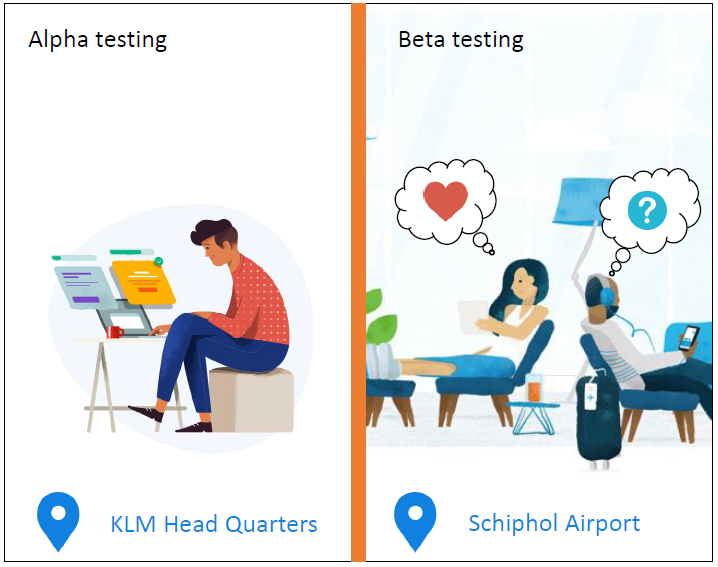 Alpha testing
Beta testing
?
KLM Head Quarters
Schiphol Airport